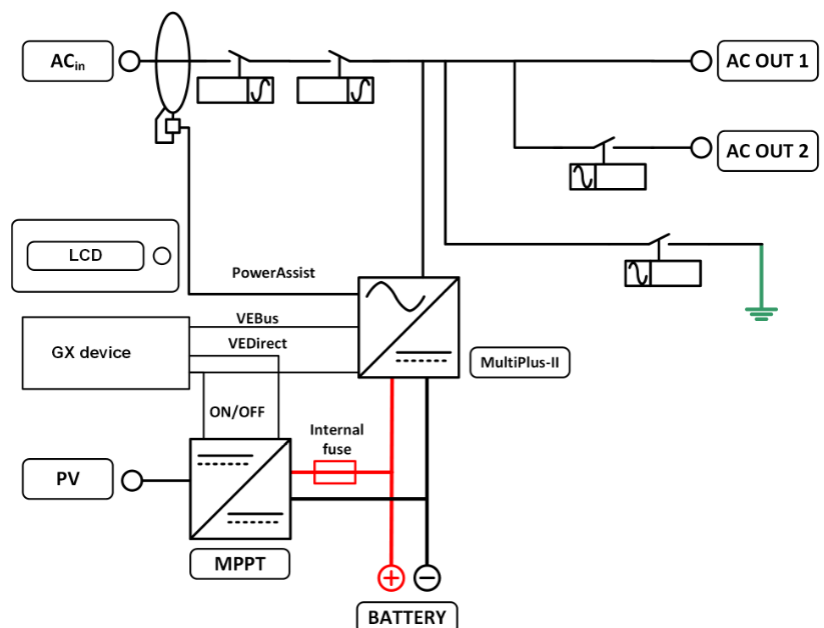 ACin
AC OUT 1
AC OUT 2
LCD
PowerAssist
VEBus
GX device
VEDirect
MultiPlus-II
ON/OFF
Internal
fuse
PV
MPPT
BATTERY